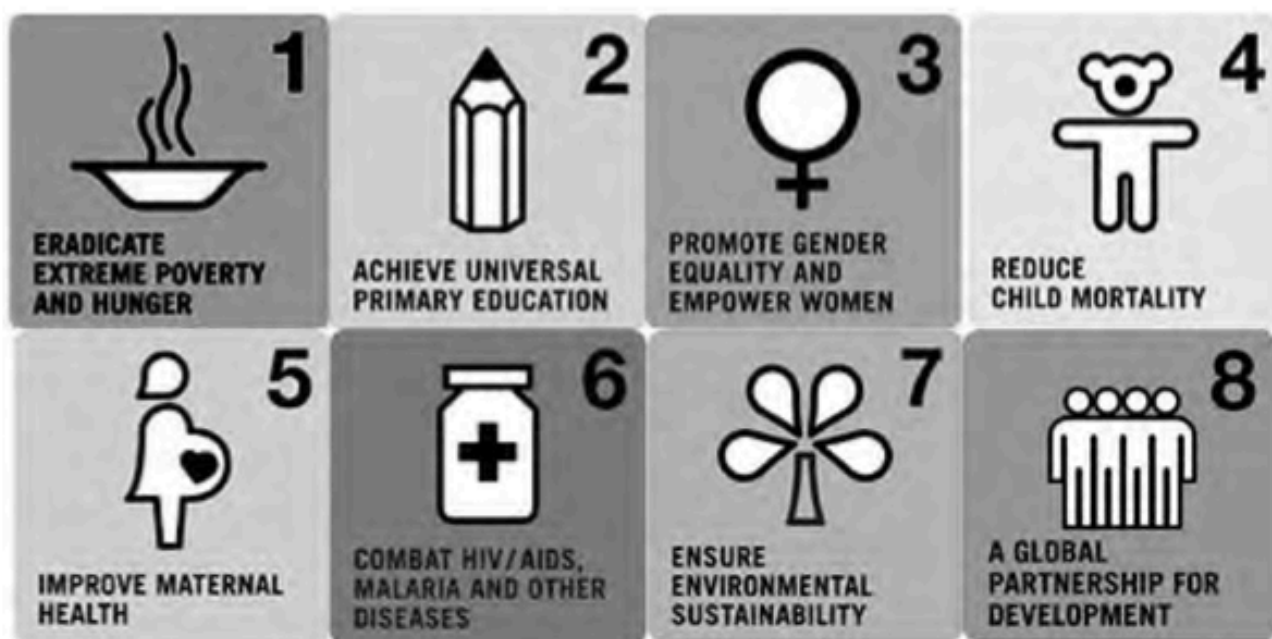 1
ERADICATE
EXTREME POVERTY
AND HUNGER
2
ACHIEVE UNIVERSAL
PRIMARY EDUCATION
3
PROMOTE GENDER
EQUALITY AND
EMPOWER WOMEN
4
REDUCE
CHILD MORTALITY
5
IMPROVE MATERNAL
HEALTH
6
COMBAT HIV/AIDS,
MALARIA AND OTHER
DISEASES
7
ENSURE
ENVIRONMENTAL
SUSTAINABILITY
8
A GLOBAL
PARTNERSHIP FOR
DEVELOPMENT